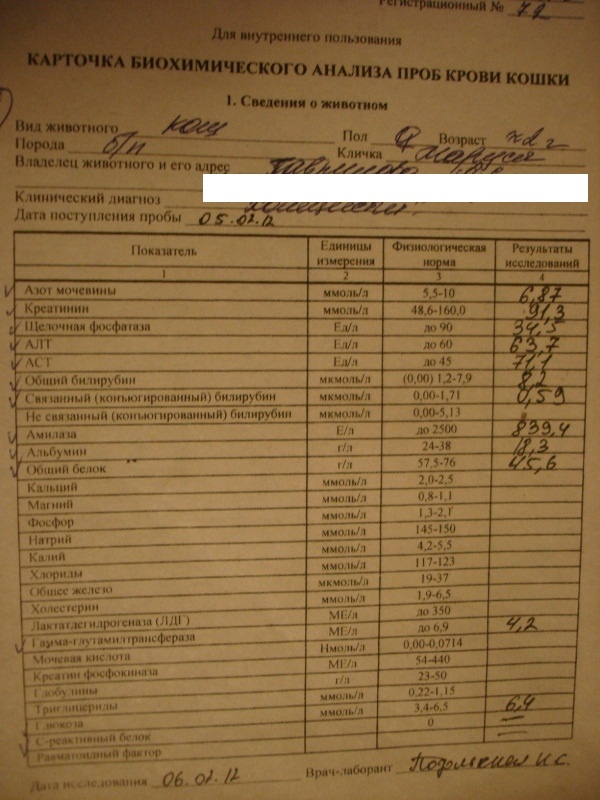 Регистрационный № 79
Для внутреннего пользования
КАРТОЧКА БИОХИМИЧЕСКОГО АНАЛИЗА ПРОБ КРОВИ КОШКИ
1. Сведения о животном
Вид животного кош Пол ♀ Возраст г
Порода б/п Кличка Маруся
Владелец животного и его адрес
Клинический диагноз
Дата поступления пробы 05.02.12
Показатель Единицы измерения Физиологическая норма Результаты исследований
1 2 3 4
Азот мочевины ммоль/л 5,5-10 6,87
Креатинин ммоль/л 48,6-160,0 91,3
Щелочная фосфатаза Ед/л до 90 34,5
АЛТ Ед/л до 60 63,7
АСТ Ед/л до 45 71,1
Общий билирубин мкмоль/л (0,00) 1,2-7,9 8,2
Связанный (конъюгированный) билирубин мкмоль/л 0,00-1,71 0,59
Не связанный (конъюгированный) билирубин мкмоль/л 0,00-5,13
Амилаза Е/л до 2500 839,4
Альбумин г/л 24-38 18,3
Общий белок г/л 57,5-76 45,6
Кальций ммоль/л 2,0-2,5
Магний ммоль/л 0,8-1,1
Фосфор ммоль/л 1,3-2,1
Натрий ммоль/л 145-150
Калий ммоль/л 4,2-5,5
Хлориды ммоль/л 117-123
Общее железо мкмоль/л 19-37
Холестерин ммоль/л 1,9-6,5
Лактатдегидрогеназа (ЛДГ) МЕ/л до 350
Гамма-глутамилтрансфераза МЕ/л до 6,9 4,2
Мочевая кислота Нмоль/л 0,00-0,0714
Креатин фосфокиназа МЕ/л 54-440
Глобулины г/л 23-50
Триглицериды ммоль/л 0,22-1,15
Глюкоза ммоль/л 3,4-6,5 6,4
С-реактивный белок 0 —
Равматоидный фактор —
Дата исследования 06.02.12 Врач-лаборант Подольская Н.С.